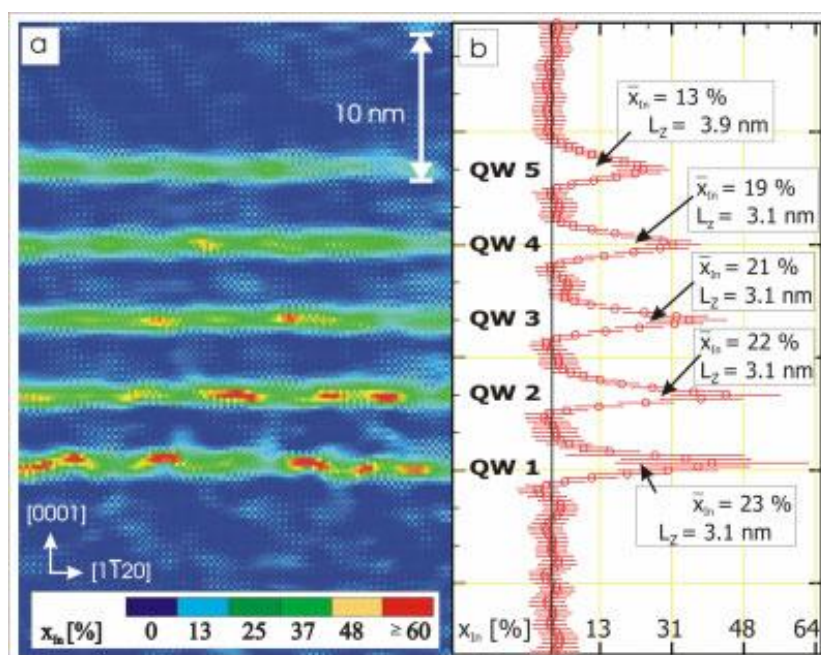 a
10 nm
[0001]
[11̄20]
x_In [%] 0 13 25 37 48 ≥ 60
b
x̄_In = 13 %
L_Z = 3.9 nm
QW 5
x̄_In = 19 %
L_Z = 3.1 nm
QW 4
x̄_In = 21 %
L_Z = 3.1 nm
QW 3
x̄_In = 22 %
L_Z = 3.1 nm
QW 2
QW 1
x̄_In = 23 %
L_Z = 3.1 nm
x_In [%] 13 31 48 64